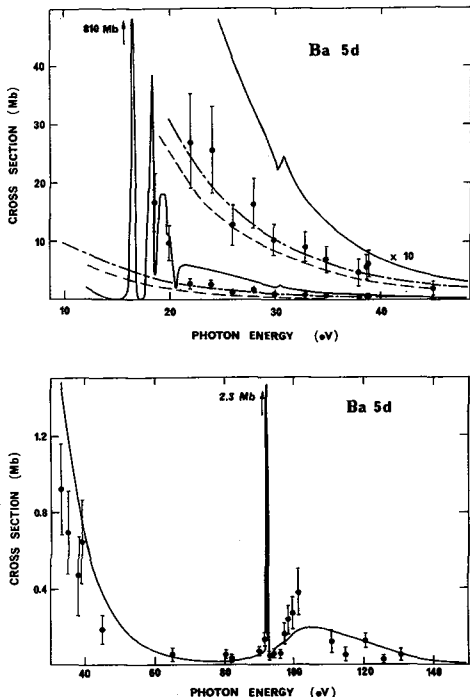 810 Mb
Ba 5d
CROSS SECTION (Mb)
40
30
20
10
x 10
10
20
30
40
PHOTON ENERGY (eV)
2.3 Mb
Ba 5d
CROSS SECTION (Mb)
1.2
0.8
0.4
40
60
80
100
120
140
PHOTON ENERGY (eV)